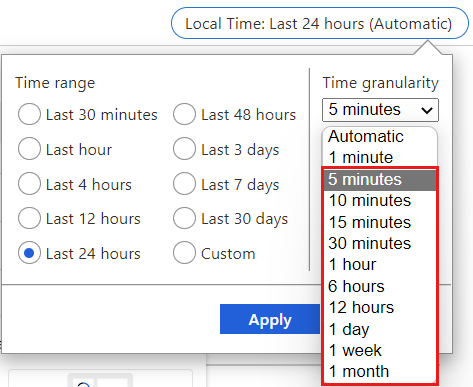 Local Time: Last 24 hours (Automatic)
Time range
Last 30 minutes
Last hour
Last 4 hours
Last 12 hours
Last 24 hours
Last 48 hours
Last 3 days
Last 7 days
Last 30 days
Custom
Time granularity
5 minutes
Automatic
1 minute
5 minutes
10 minutes
15 minutes
30 minutes
1 hour
6 hours
12 hours
1 day
1 week
1 month
Apply